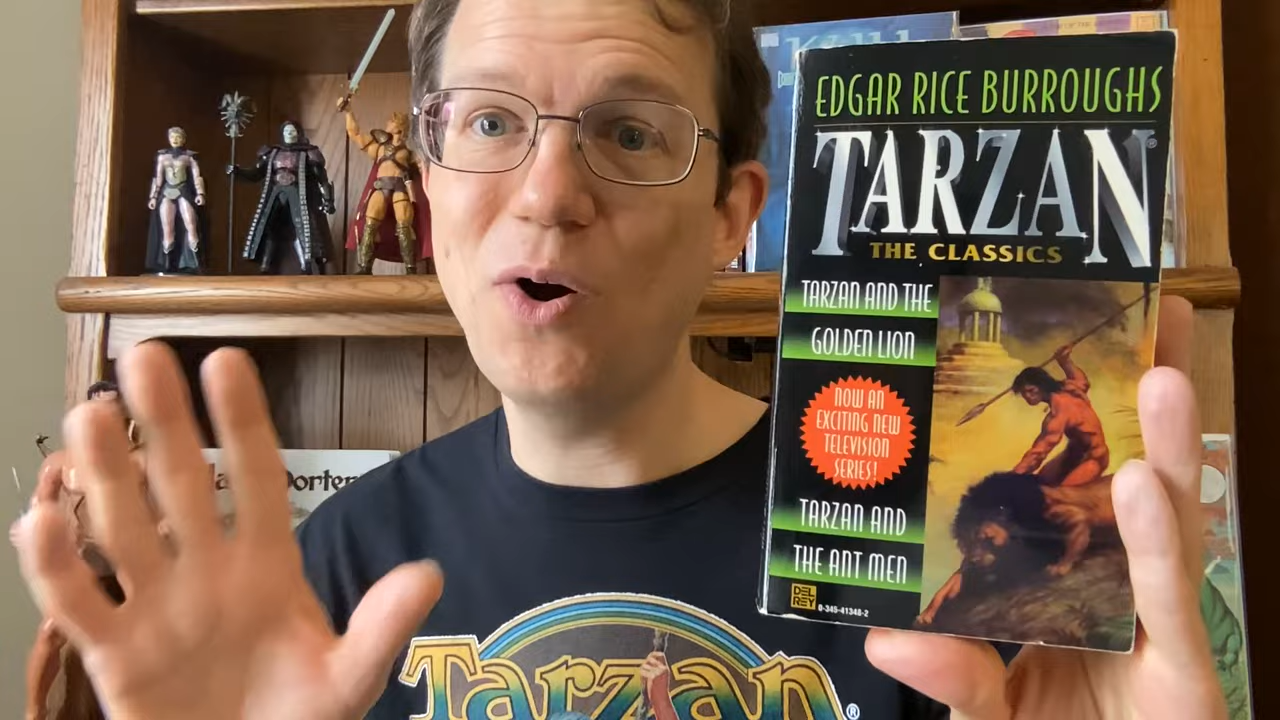 EDGAR RICE BURROUGHS
TARZAN®
THE CLASSICS
TARZAN AND THE
GOLDEN LION
NOW AN
EXCITING NEW
TELEVISION
SERIES!
TARZAN AND
THE ANT MEN
DEL
REY
0-345-41348-2
Tarzan®